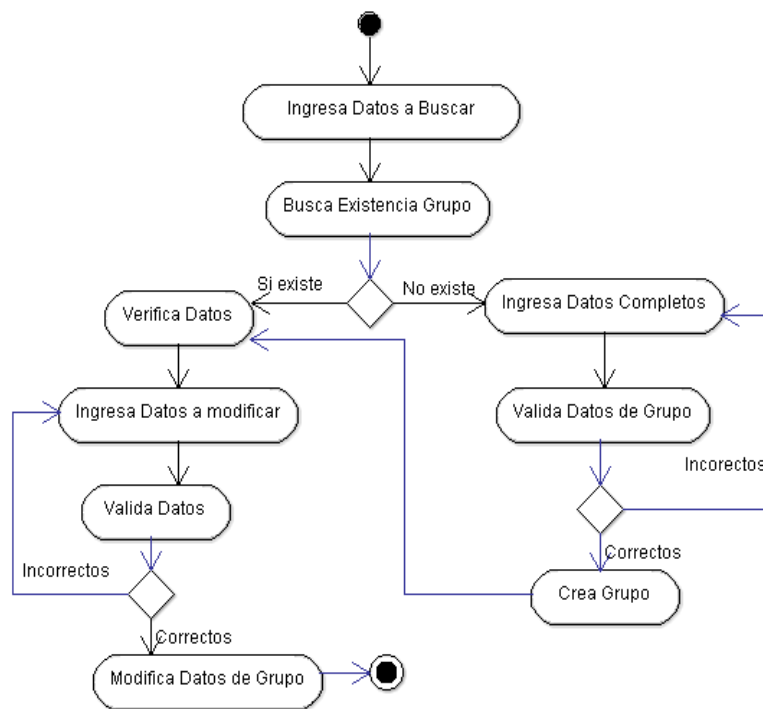 Ingresa Datos a Buscar
Busca Existencia Grupo
Si existe
No existe
Verifica Datos
Ingresa Datos Completos
Ingresa Datos a modificar
Valida Datos de Grupo
Incorectos
Valida Datos
Correctos
Incorrectos
Crea Grupo
Correctos
Modifica Datos de Grupo